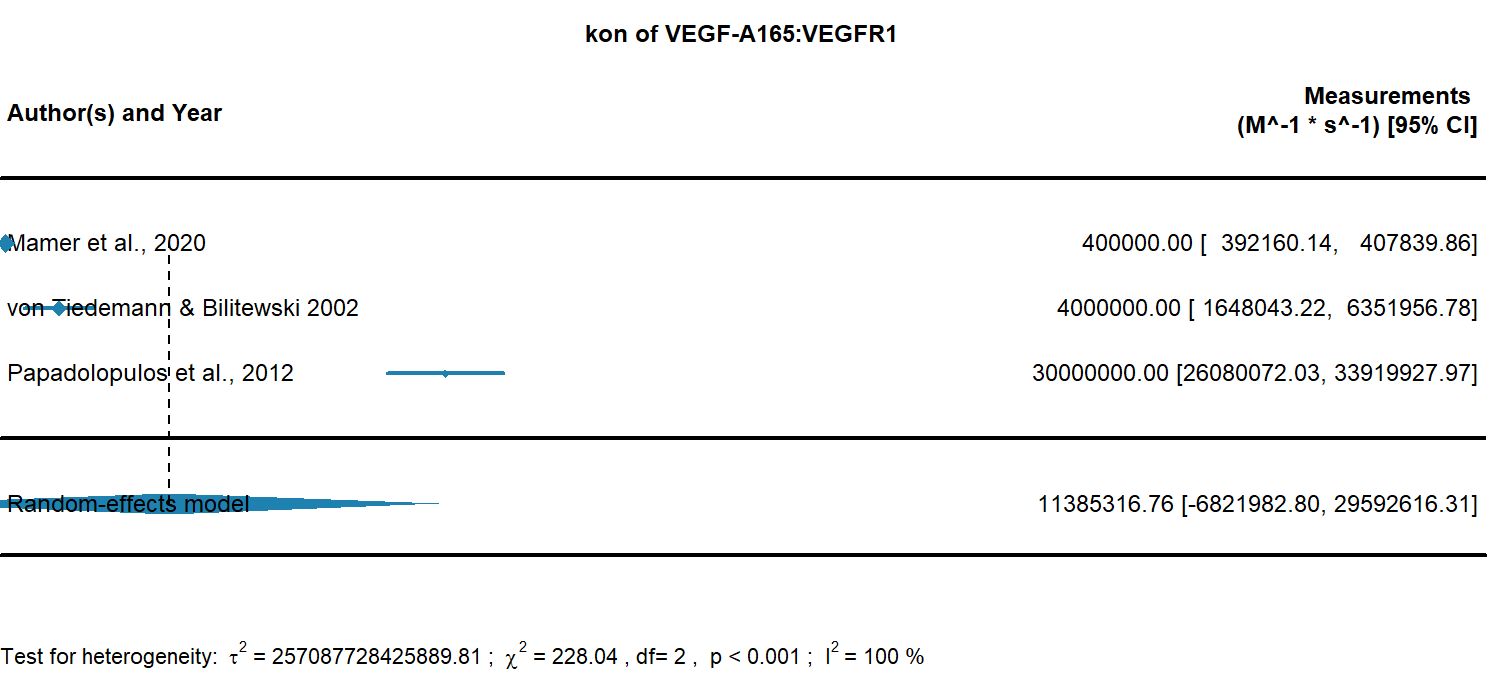 kon of VEGF-A165:VEGFR1
Measurements
Author(s) and Year
(M^-1 * s^-1) [95% CI]
Mamer et al., 2020 400000.00 [ 392160.14, 407839.86]
von Tiedemann & Bilitewski 2002 4000000.00 [ 1648043.22, 6351956.78]
Papadolopulos et al., 2012 30000000.00 [26080072.03, 33919927.97]
Random-effects model 11385316.76 [-6821982.80, 29592616.31]
Test for heterogeneity: τ² = 257087728425889.81 ; χ² = 228.04 , df= 2 , p < 0.001 ; I² = 100 %